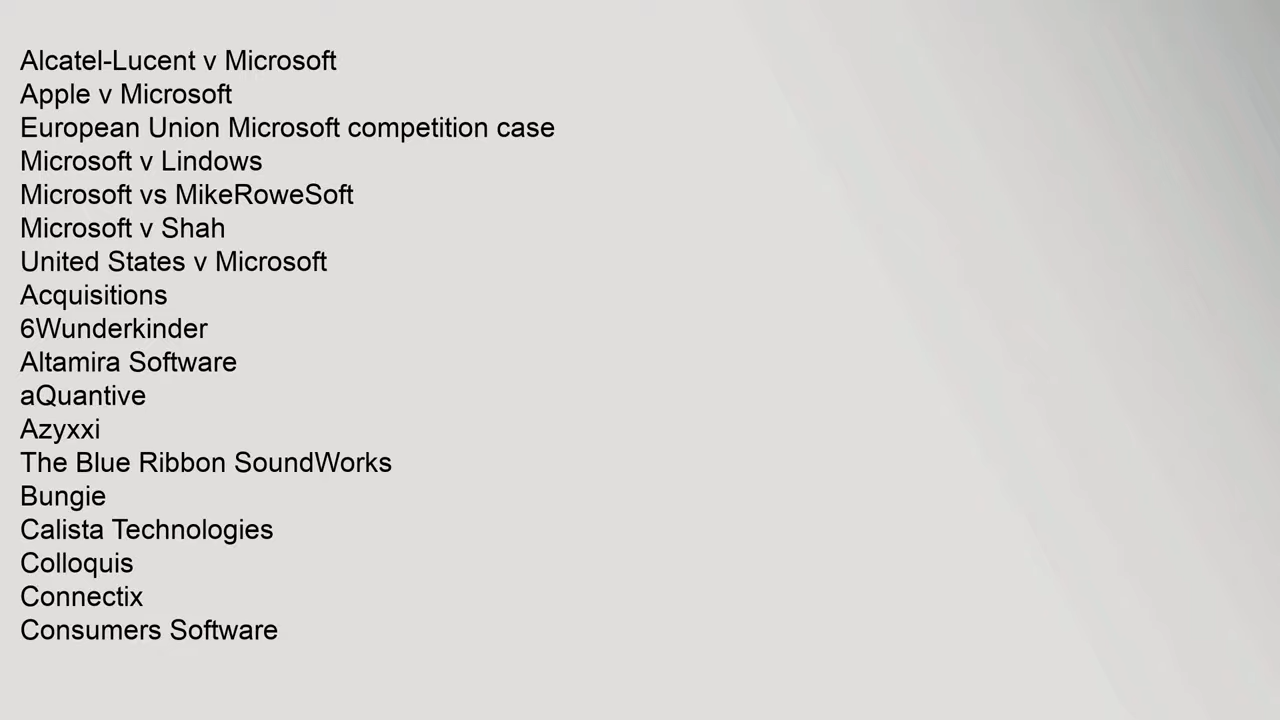 Alcatel-Lucent v Microsoft
Apple v Microsoft
European Union Microsoft competition case
Microsoft v Lindows
Microsoft vs MikeRoweSoft
Microsoft v Shah
United States v Microsoft
Acquisitions
6Wunderkinder
Altamira Software
aQuantive
Azyxxi
The Blue Ribbon SoundWorks
Bungie
Calista Technologies
Colloquis
Connectix
Consumers Software